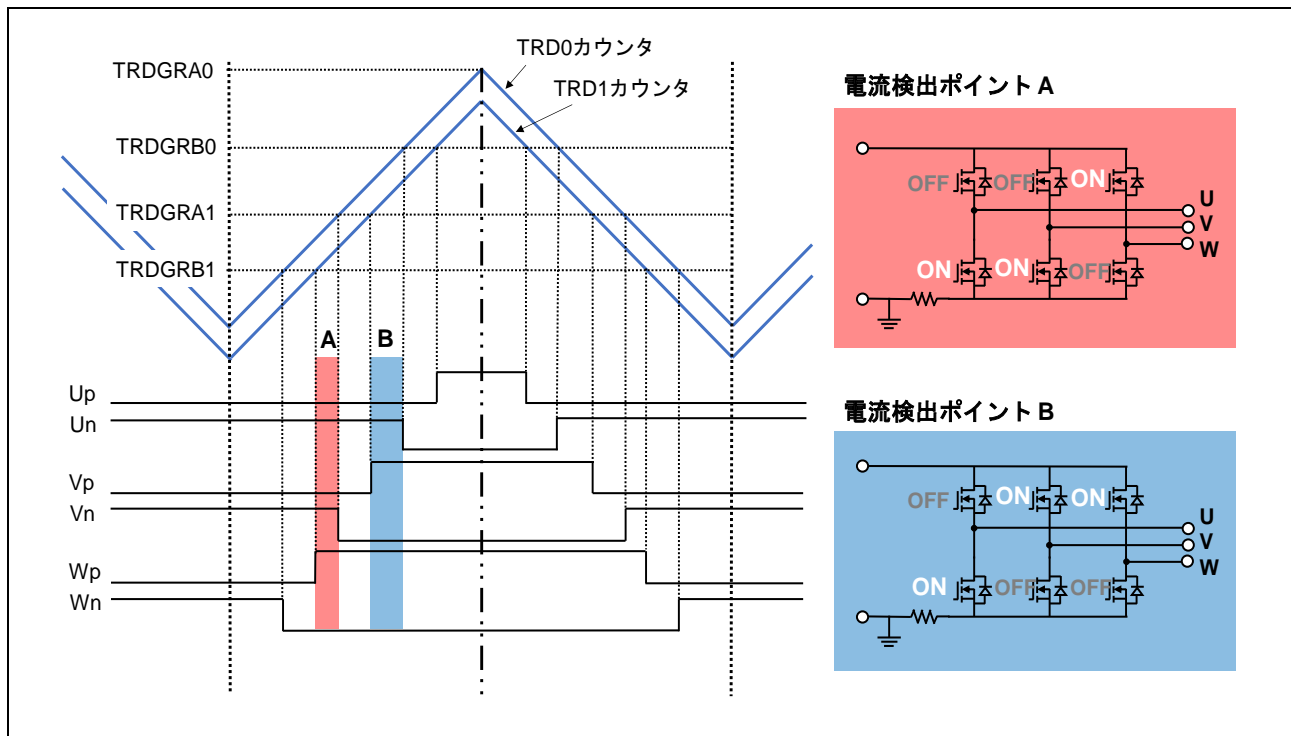 TRD0カウンタ
TRD1カウンタ
TRDGRA0
TRDGRB0
TRDGRA1
TRDGRB1
A
B
Up
Un
Vp
Vn
Wp
Wn
電流検出ポイント A
OFF OFF ON
U
V
W
ON ON OFF
電流検出ポイント B
OFF ON ON
U
V
W
ON OFF OFF